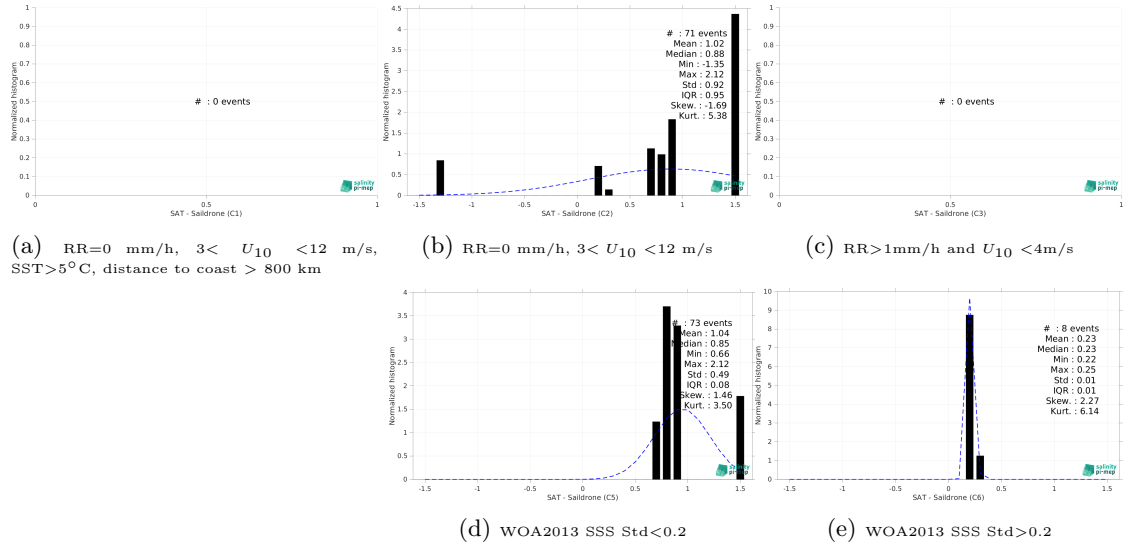 1
0.9
0.8
0.7
0.6
0.5
0.4
0.3
0.2
0.1
0
Normalized histogram
# : 0 events
0 0.5 1
SAT - Saildrone (C1)
salinity
pi-mep
(a) RR=0 mm/h, 3< U10 <12 m/s,
SST>5°C, distance to coast > 800 km
4.5
4
3.5
3
2.5
2
1.5
1
0.5
0
Normalized histogram
# : 71 events
Mean : 1.02
Median : 0.88
Min : -1.35
Max : 2.12
Std : 0.92
IQR : 0.95
Skew. : -1.69
Kurt. : 5.38
-1.5 -1 -0.5 0 0.5 1 1.5
SAT - Saildrone (C2)
salinity
pi-mep
(b) RR=0 mm/h, 3< U10 <12 m/s
1
0.9
0.8
0.7
0.6
0.5
0.4
0.3
0.2
0.1
0
Normalized histogram
# : 0 events
0 0.5 1
SAT - Saildrone (C3)
salinity
pi-mep
(c) RR>1mm/h and U10 <4m/s
4
3.5
3
2.5
2
1.5
1
0.5
0
Normalized histogram
# : 73 events
Mean : 1.04
Median : 0.85
Min : 0.66
Max : 2.12
Std : 0.49
IQR : 0.08
Skew. : 1.46
Kurt. : 3.50
-1.5 -1 -0.5 0 0.5 1 1.5
SAT - Saildrone (C5)
salinity
pi-mep
(d) WOA2013 SSS Std<0.2
10
9
8
7
6
5
4
3
2
1
0
Normalized histogram
# : 8 events
Mean : 0.23
Median : 0.23
Min : 0.22
Max : 0.25
Std : 0.01
IQR : 0.01
Skew. : 2.27
Kurt. : 6.14
-1.5 -1 -0.5 0 0.5 1 1.5
SAT - Saildrone (C6)
salinity
pi-mep
(e) WOA2013 SSS Std>0.2